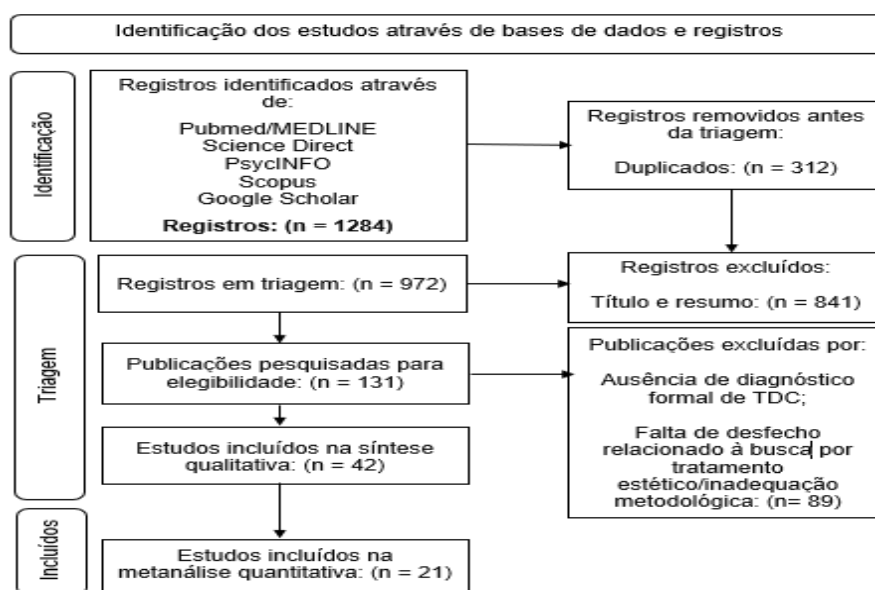 Identificação dos estudos através de bases de dados e registros
Identificação
Registros identificados através
de:
Pubmed/MEDLINE
Science Direct
PsycINFO
Scopus
Google Scholar
Registros: (n = 1284)
Registros removidos antes
da triagem:
Duplicados: (n = 312)
Triagem
Registros em triagem: (n = 972)
Registros excluídos:
Título e resumo: (n = 841)
Publicações pesquisadas para
elegibilidade: (n = 131)
Publicações excluídas por:
Ausência de diagnóstico
formal de TDC;
Falta de desfecho
relacionado à busca por
tratamento
estético/inadequação
metodológica: (n= 89)
Estudos incluídos na síntese
qualitativa: (n = 42)
Incluídos
Estudos incluídos na
metanálise quantitativa: (n = 21)